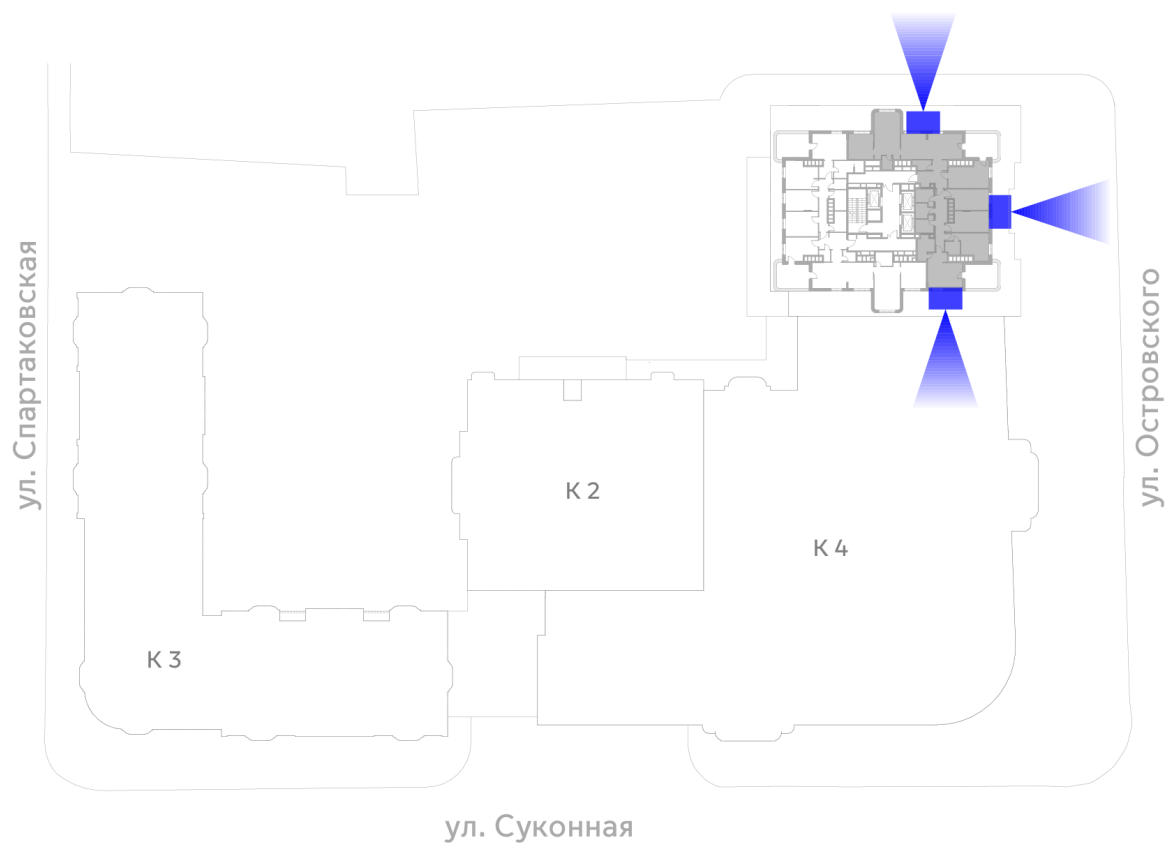 ул. Спартаковская
ул. Островского
К 2
К 4
К 3
ул. Суконная